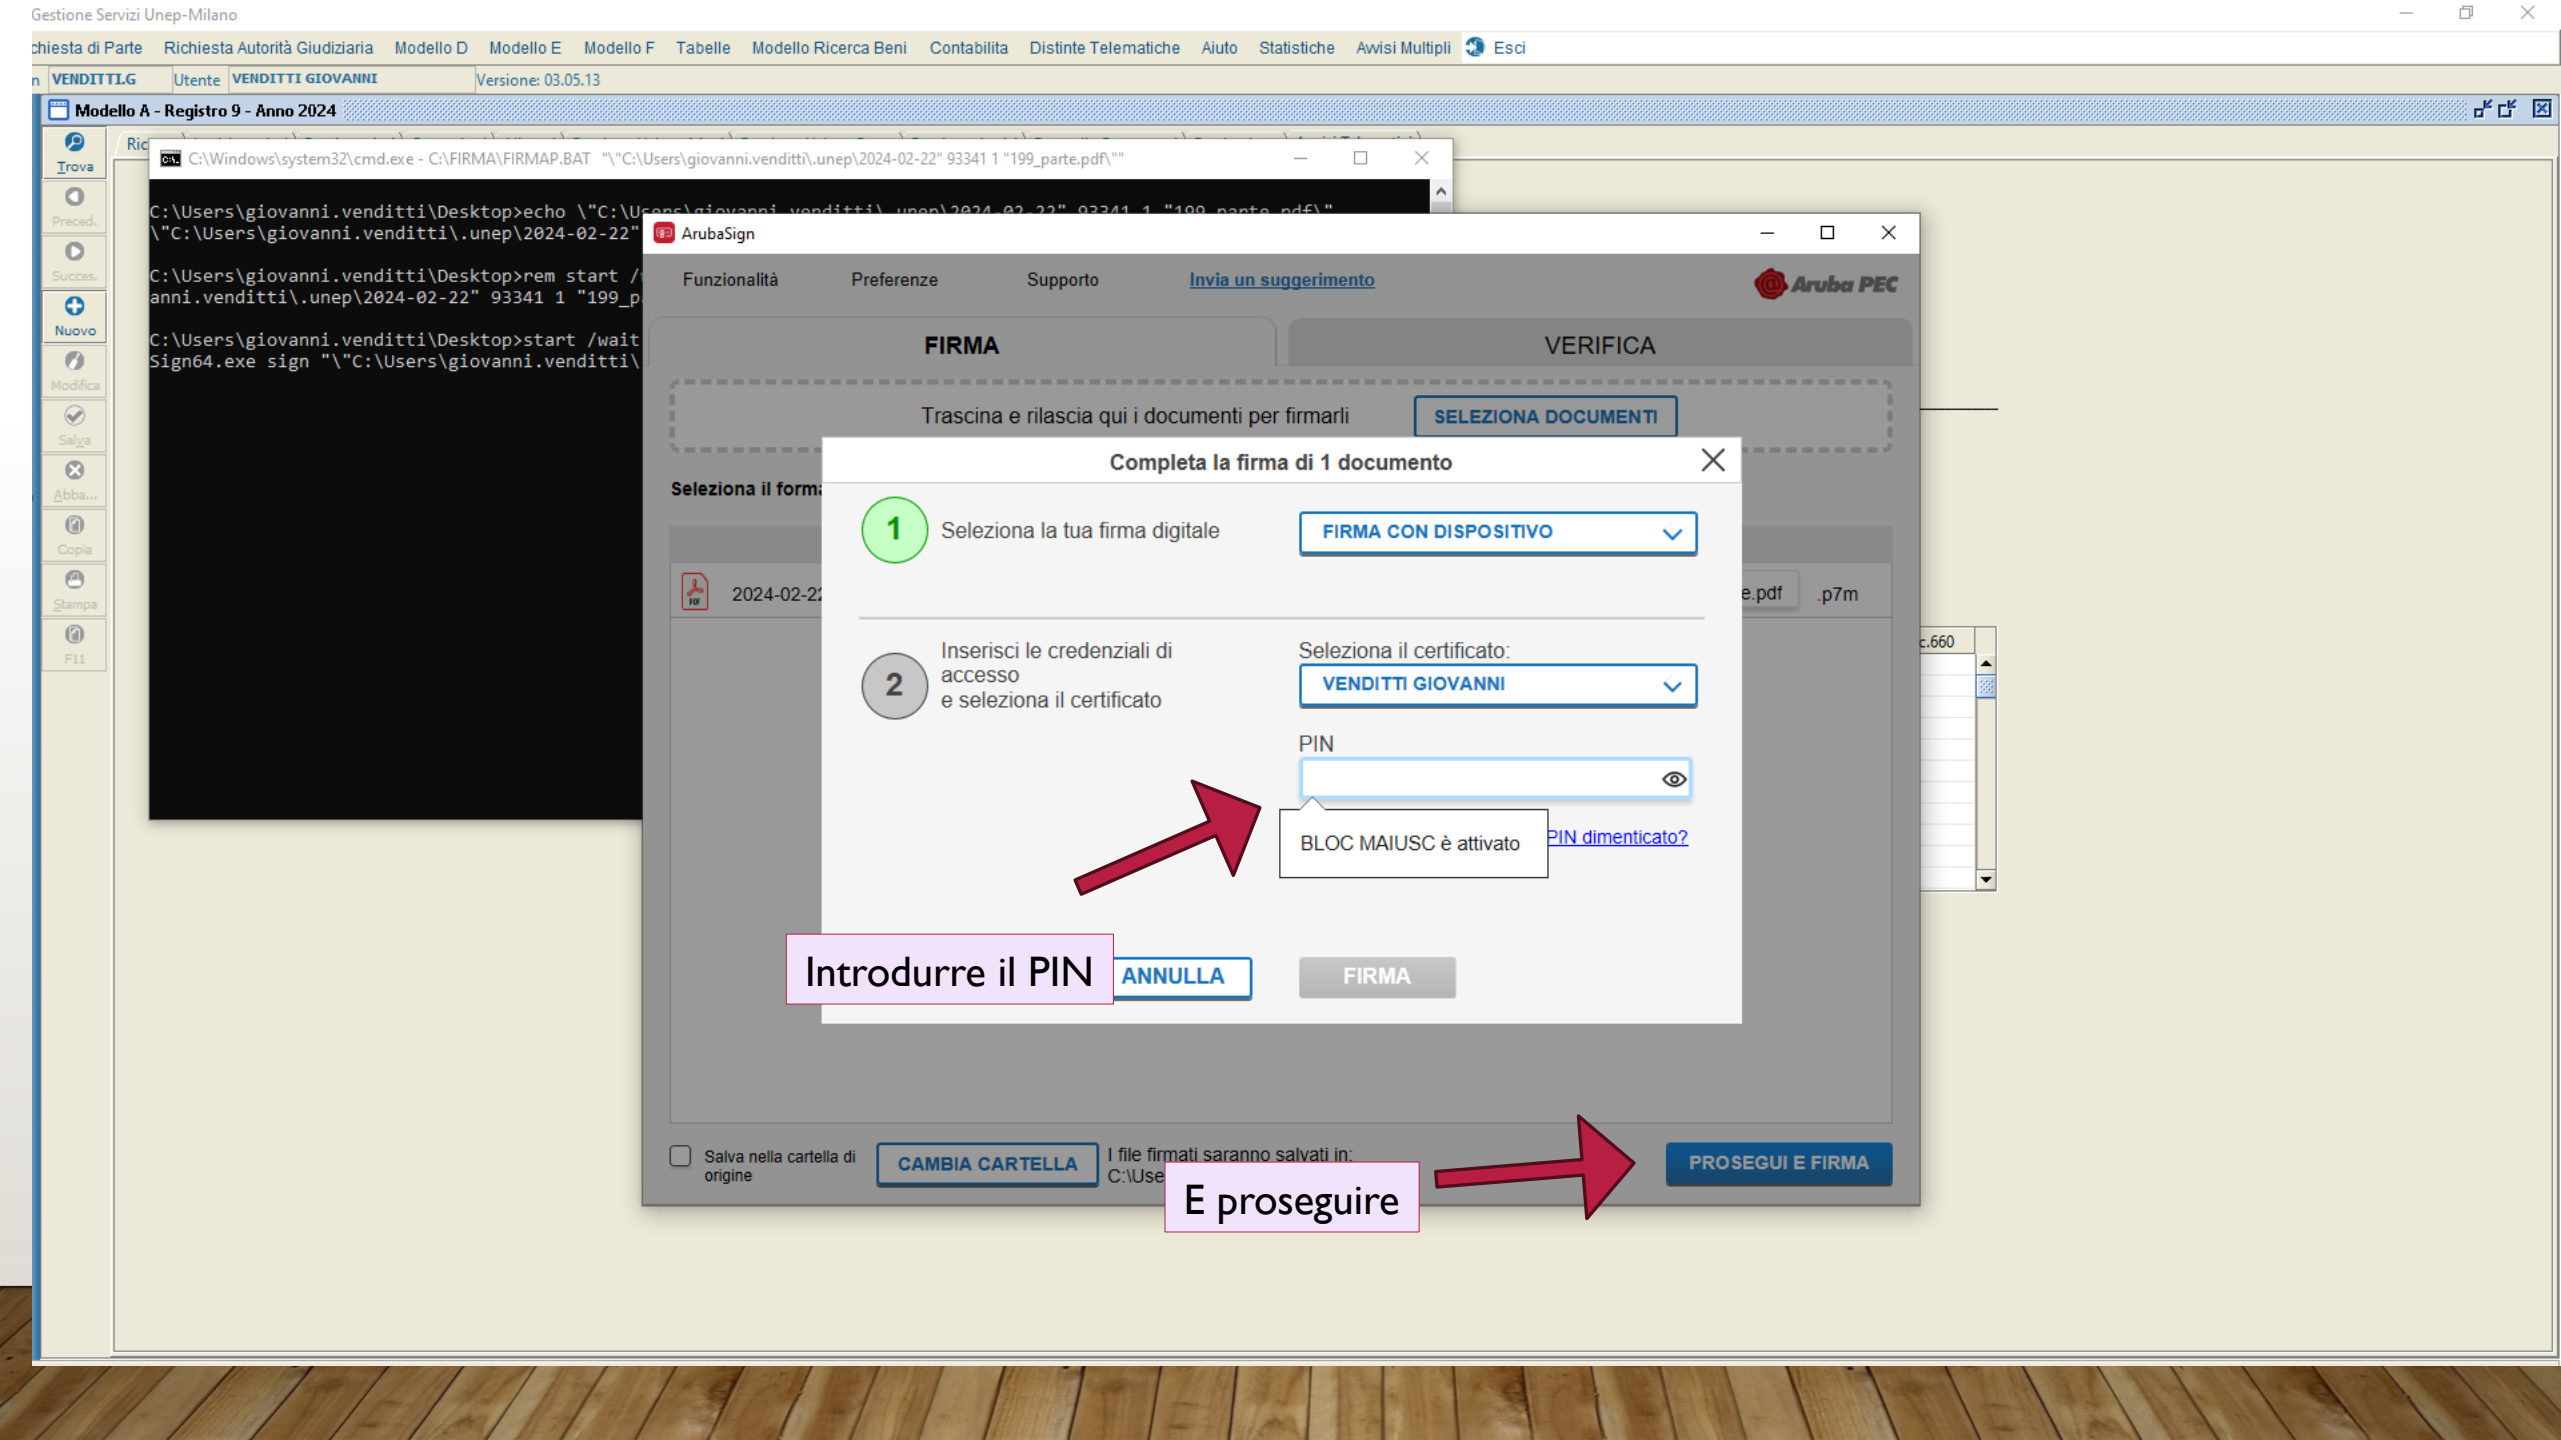 Gestione Servizi Unep-Milano
chiesta di Parte Richiesta Autorità Giudiziaria Modello D Modello E Modello F Tabelle Modello Ricerca Beni Contabilita Distinte Telematiche Aiuto Statistiche Avvisi Multipli Esci
n VENDITTI.G Utente VENDITTI GIOVANNI Versione: 03.05.13
Modello A - Registro 9 - Anno 2024
Trova
Preced.
Succes.
Nuovo
Modifica
Salva
Abba...
Copia
Stampa
F11
Ric
C:\Windows\system32\cmd.exe - C:\FIRMA\FIRMAP.BAT "\"C:\Users\giovanni.venditti\.unep\2024-02-22" 93341 1 "199_parte.pdf\""
C:\Users\giovanni.venditti\Desktop>echo \"C:\Users\giovanni.venditti\.unep\2024-02-22" 93341 1 "199_parte.pdf\"
\"C:\Users\giovanni.venditti\.unep\2024-02-22"
C:\Users\giovanni.venditti\Desktop>rem start /
anni.venditti\.unep\2024-02-22" 93341 1 "199_p
C:\Users\giovanni.venditti\Desktop>start /wait
Sign64.exe sign "\"C:\Users\giovanni.venditti\
ArubaSign
Funzionalità Preferenze Supporto Invia un suggerimento
Aruba PEC
FIRMA VERIFICA
Trascina e rilascia qui i documenti per firmarli SELEZIONA DOCUMENTI
Seleziona il forma
2024-02-22
e.pdf .p7m
Completa la firma di 1 documento
1 Seleziona la tua firma digitale FIRMA CON DISPOSITIVO
2 Inserisci le credenziali di
accesso
e seleziona il certificato
Seleziona il certificato:
VENDITTI GIOVANNI
PIN
BLOC MAIUSC è attivato
PIN dimenticato?
Introdurre il PIN
ANNULLA FIRMA
c.660
Salva nella cartella di
origine
CAMBIA CARTELLA
I file firmati saranno salvati in:
C:\Use
E proseguire
PROSEGUI E FIRMA